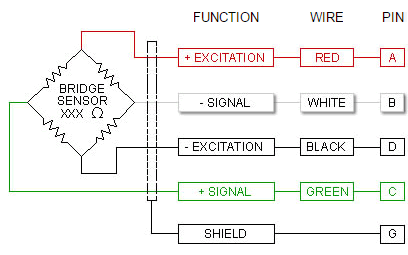 FUNCTION WIRE PIN
+ EXCITATION RED A
BRIDGE
SENSOR
XXX Ω
- SIGNAL WHITE B
- EXCITATION BLACK D
+ SIGNAL GREEN C
SHIELD G